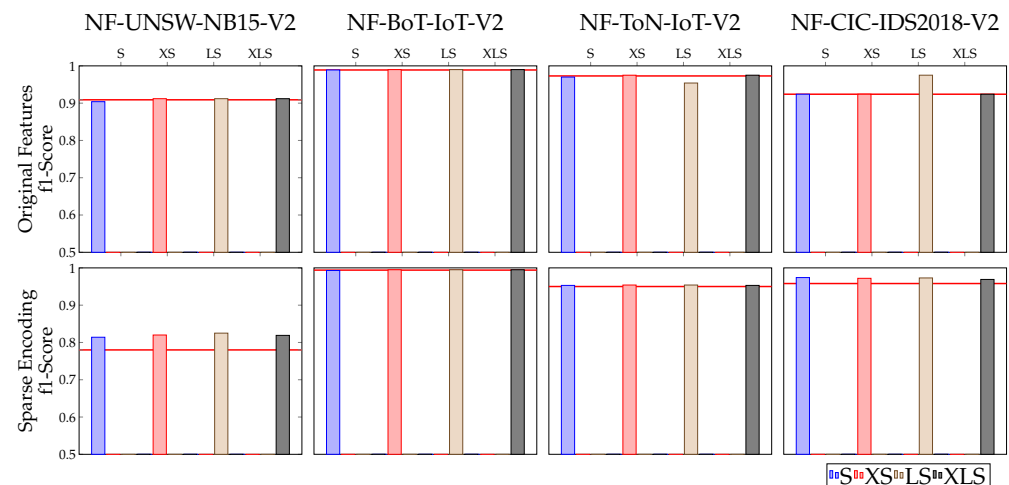 NF-UNSW-NB15-V2 NF-BoT-IoT-V2 NF-ToN-IoT-V2 NF-CIC-IDS2018-V2
S XS LS XLS S XS LS XLS S XS LS XLS S XS LS XLS
Original Features
f1-Score
1
0.9
0.8
0.7
0.6
0.5
Sparse Encoding
f1-Score
1
0.9
0.8
0.7
0.6
0.5
S XS LS XLS